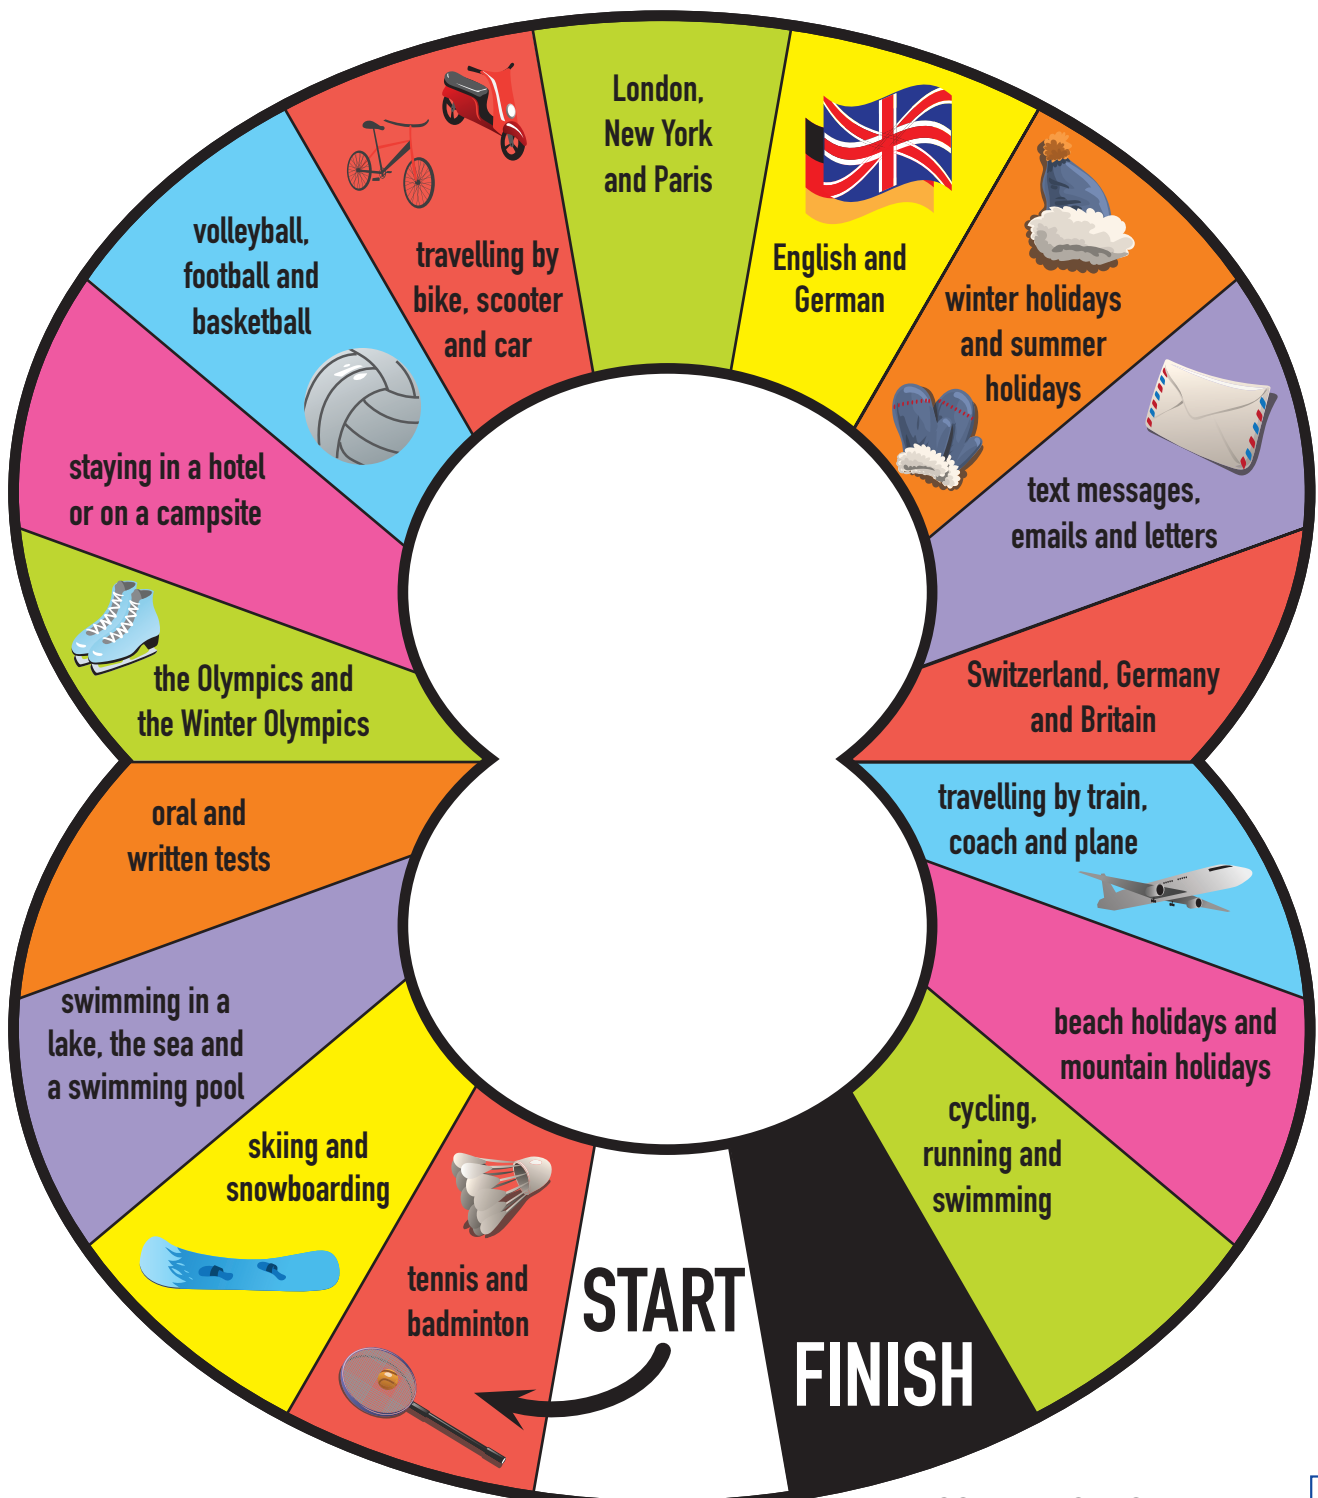 London,
New York
and Paris
English and
German
winter holidays
and summer
holidays
text messages,
emails and letters
Switzerland, Germany
and Britain
travelling by train,
coach and plane
beach holidays and
mountain holidays
cycling,
running and
swimming
FINISH
START
tennis and
badminton
skiing and
snowboarding
swimming in a
lake, the sea and
a swimming pool
oral and
written tests
the Olympics and
the Winter Olympics
staying in a hotel
or on a campsite
volleyball,
football and
basketball
travelling by
bike, scooter
and car